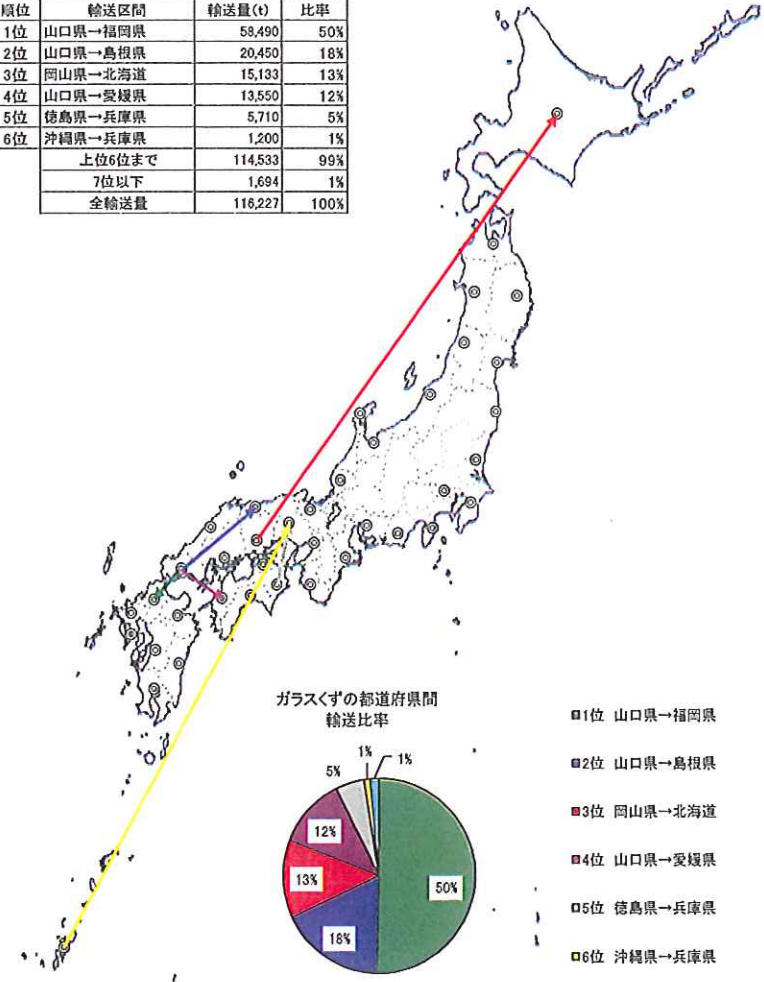 順位 輸送区間 輸送量(t) 比率
1位 山口県→福岡県 58,490 50%
2位 山口県→島根県 20,450 18%
3位 岡山県→北海道 15,133 13%
4位 山口県→愛媛県 13,550 12%
5位 徳島県→兵庫県 5,710 5%
6位 沖縄県→兵庫県 1,200 1%
上位6位まで 114,533 99%
7位以下 1,694 1%
全輸送量 116,227 100%
ガラスくずの都道府県間
輸送比率
1%
1%
5%
12%
13%
18%
50%
1位 山口県→福岡県
2位 山口県→島根県
3位 岡山県→北海道
4位 山口県→愛媛県
5位 徳島県→兵庫県
6位 沖縄県→兵庫県